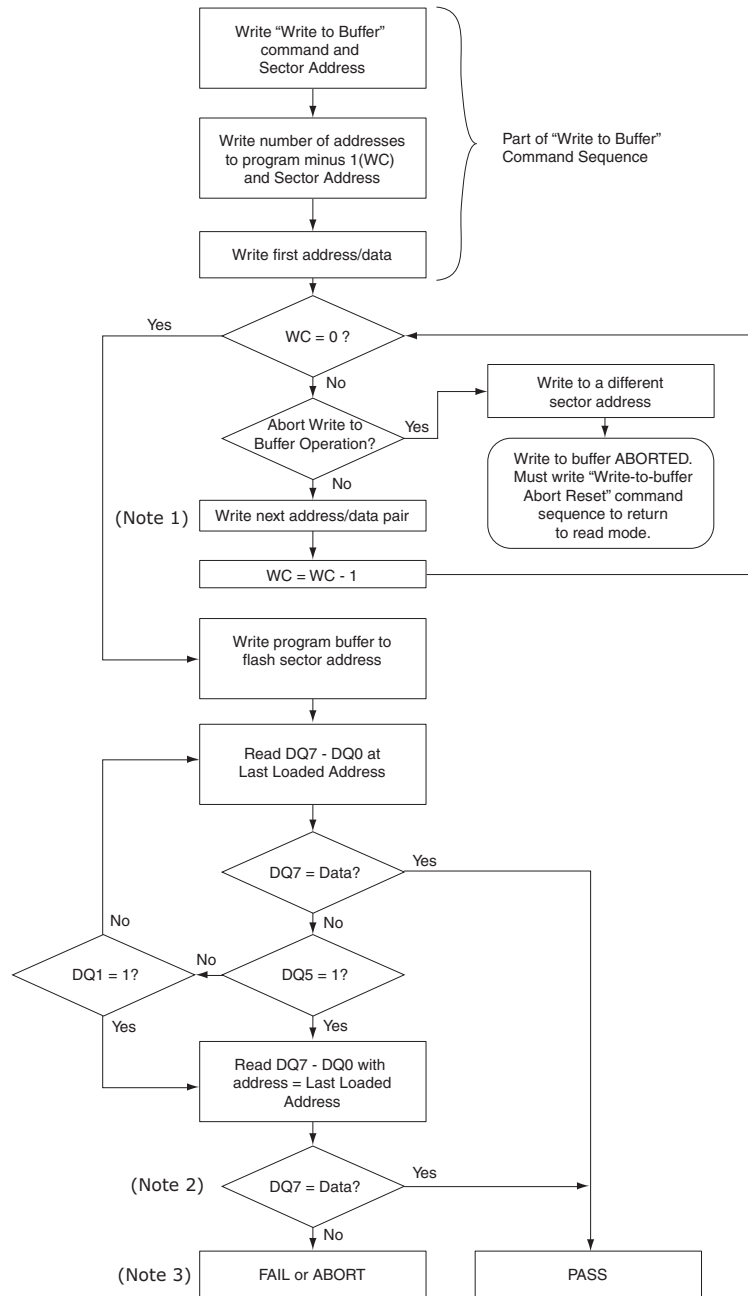 Write “Write to Buffer”
command and
Sector Address
Write number of addresses
to program minus 1(WC)
and Sector Address
Part of “Write to Buffer”
Command Sequence
Write first address/data
Yes
WC = 0 ?
No
Abort Write to
Buffer Operation?
Yes
Write to a different
sector address
No
Write to buffer ABORTED.
Must write “Write-to-buffer
Abort Reset” command
sequence to return
to read mode.
(Note 1)
Write next address/data pair
WC = WC - 1
Write program buffer to
flash sector address
Read DQ7 - DQ0 at
Last Loaded Address
DQ7 = Data?
Yes
No
No
DQ1 = 1?
No
DQ5 = 1?
Yes
Yes
Read DQ7 - DQ0 with
address = Last Loaded
Address
(Note 2)
DQ7 = Data?
Yes
No
(Note 3)
FAIL or ABORT
PASS